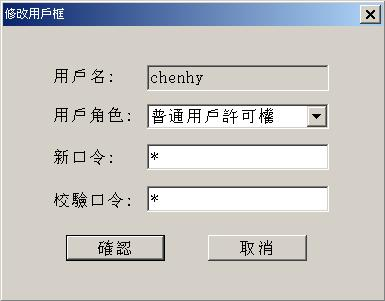 修改用戶框
用戶名: chenhy
用戶角色: 普通用戶許可權
新口令: *
校驗口令: *
確認 取消